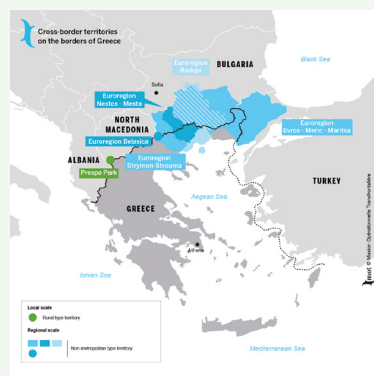 Cross-border territories
on the borders of Greece
Black Sea
Euroregion
Rodopi
BULGARIA
Sofia
Euroregion
Nestos - Mesta
NORTH
MACEDONIA
Euroregion
Evros - Meric - Maritsa
Euroregion Belasica
ALBANIA
Euroregion
Strymon Strouma
Prespa Park
TURKEY
Aegean Sea
GREECE
Athens
Ionian Sea
Local scale
Rural type territory
Regional scale
Non metropolitan type territory
Mediterranean Sea
mot. © Mission Opérationnelle Transfrontalière